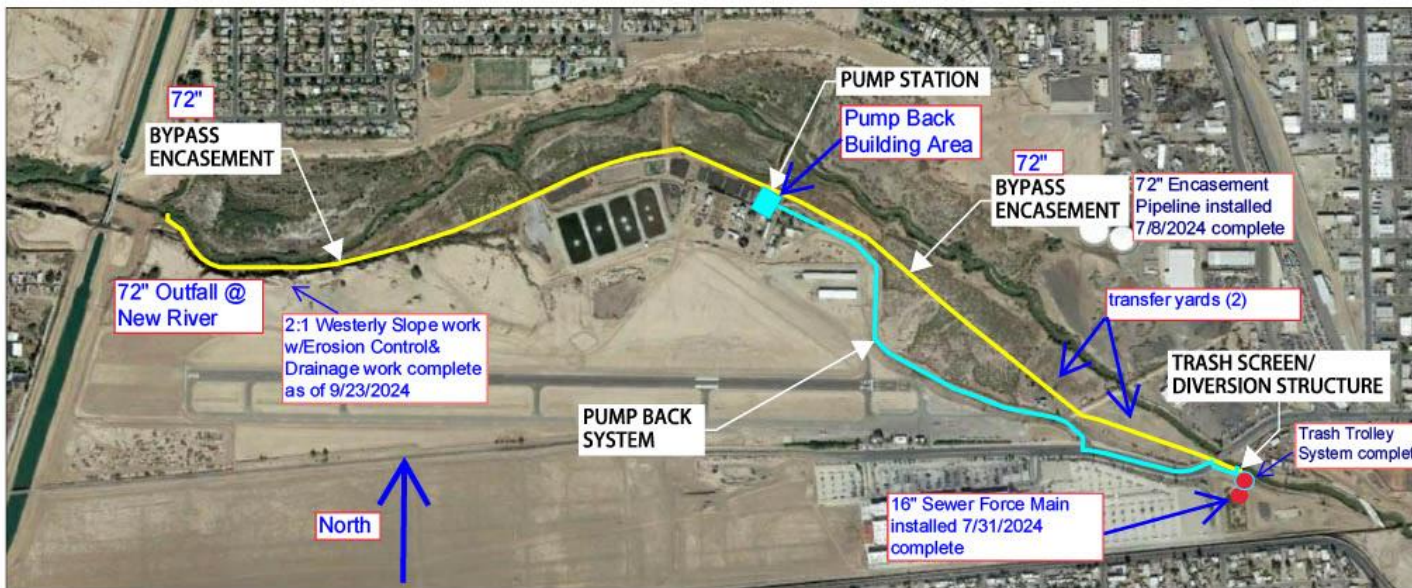 72"
BYPASS
ENCASEMENT
PUMP STATION
Pump Back
Building Area
72"
BYPASS
ENCASEMENT
72" Encasement
Pipeline installed
7/8/2024 complete
72" Outfall @
New River
2:1 Westerly Slope work
w/Erosion Control&
Drainage work complete
as of 9/23/2024
transfer yards (2)
TRASH SCREEN/
DIVERSION STRUCTURE
PUMP BACK
SYSTEM
Trash Trolley
System complet
16" Sewer Force Main
installed 7/31/2024
complete
North